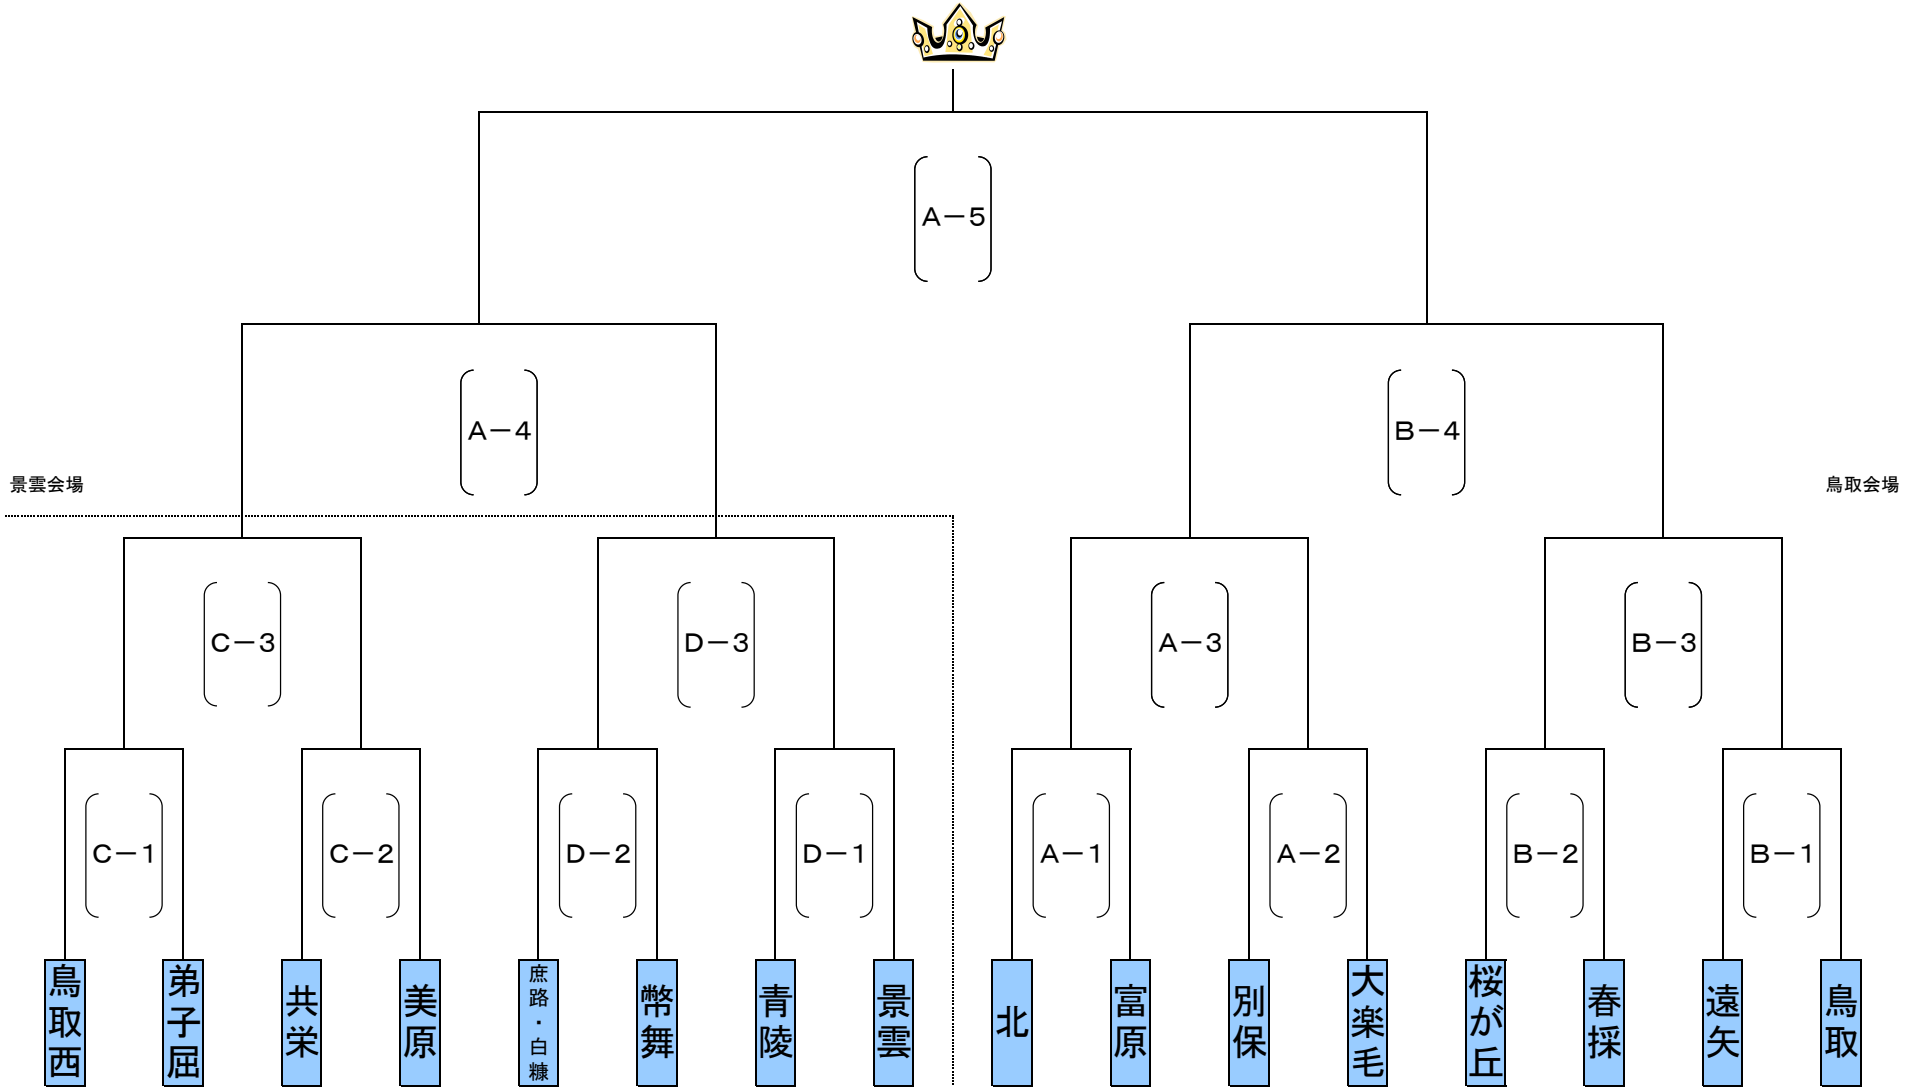 A－5
A－4
B－4
景雲会場
鳥取会場
C－3
D－3
A－3
B－3
C－1
C－2
D－2
D－1
A－1
A－2
B－2
B－1
鳥取西
弟子屈
共栄
美原
庶路・白糠
幣舞
青陵
景雲
北
富原
別保
大楽毛
桜が丘
春採
遠矢
鳥取